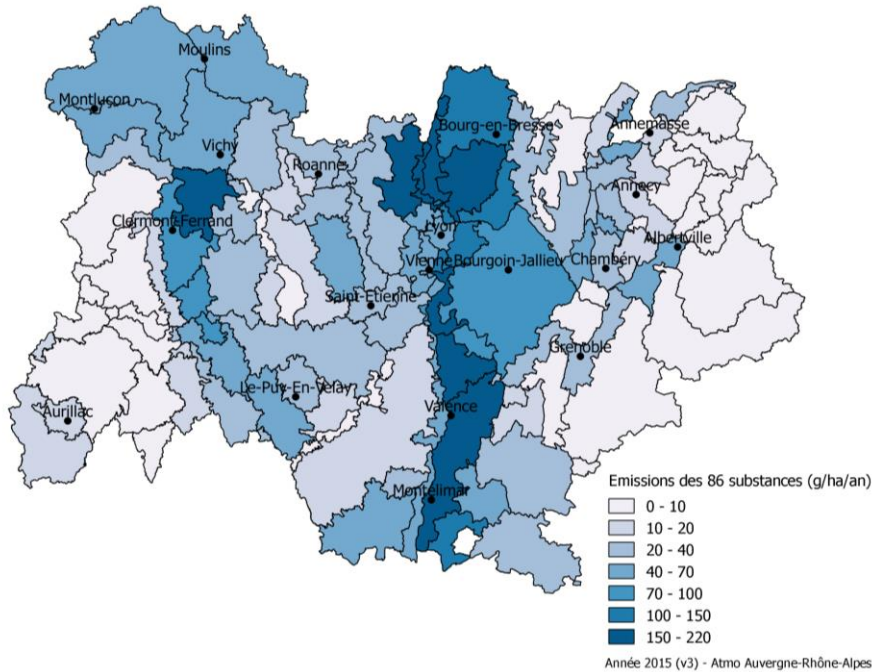 Moulins
Montluçon
Bourg-en-Bresse
Annemasse
Vichy
Roanne
Annecy
Clermont-Ferrand
Lyon
Albertville
Vienne
Bourgoin-Jallieu
Chambéry
Saint-Etienne
Grenoble
Le-Puy-En-Velay
Aurillac
Valence
Montélimar
Emissions des 86 substances (g/ha/an)
0 - 10
10 - 20
20 - 40
40 - 70
70 - 100
100 - 150
150 - 220
Année 2015 (v3) - Atmo Auvergne-Rhône-Alpes